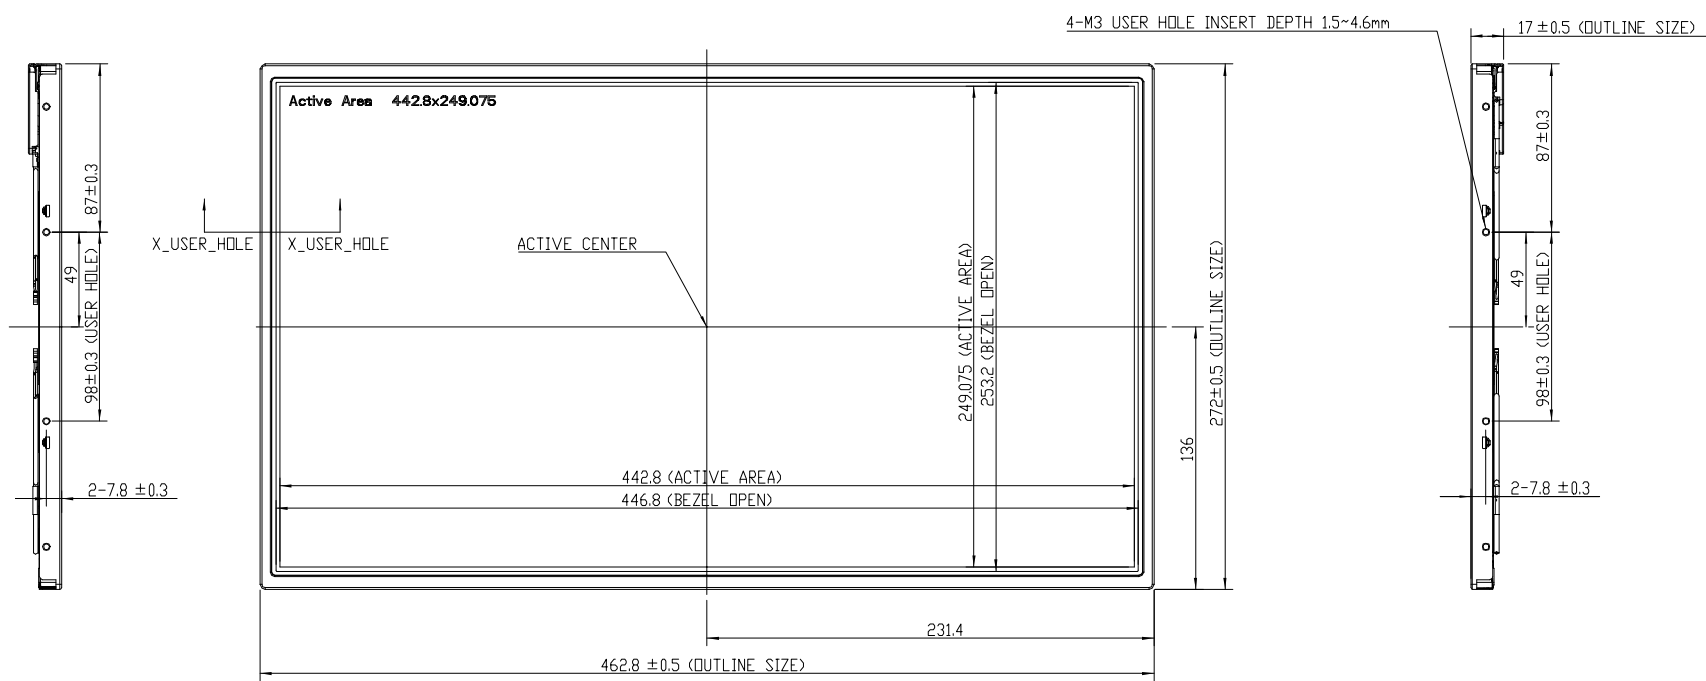 4-M3 USER HOLE INSERT DEPTH 1.5~4.6mm
17 ±0.5 (OUTLINE SIZE)
Active Area 442.8x249.075
87±0.3
87±0.3
X_USER_HOLE
X_USER_HOLE
ACTIVE CENTER
49
98±0.3 (USER HOLE)
249.075 (ACTIVE AREA)
253.2 (BEZEL OPEN)
272±0.5 (OUTLINE SIZE)
49
98±0.3 (USER HOLE)
136
442.8 (ACTIVE AREA)
446.8 (BEZEL OPEN)
2-7.8 ±0.3
2-7.8 ±0.3
231.4
462.8 ±0.5 (OUTLINE SIZE)